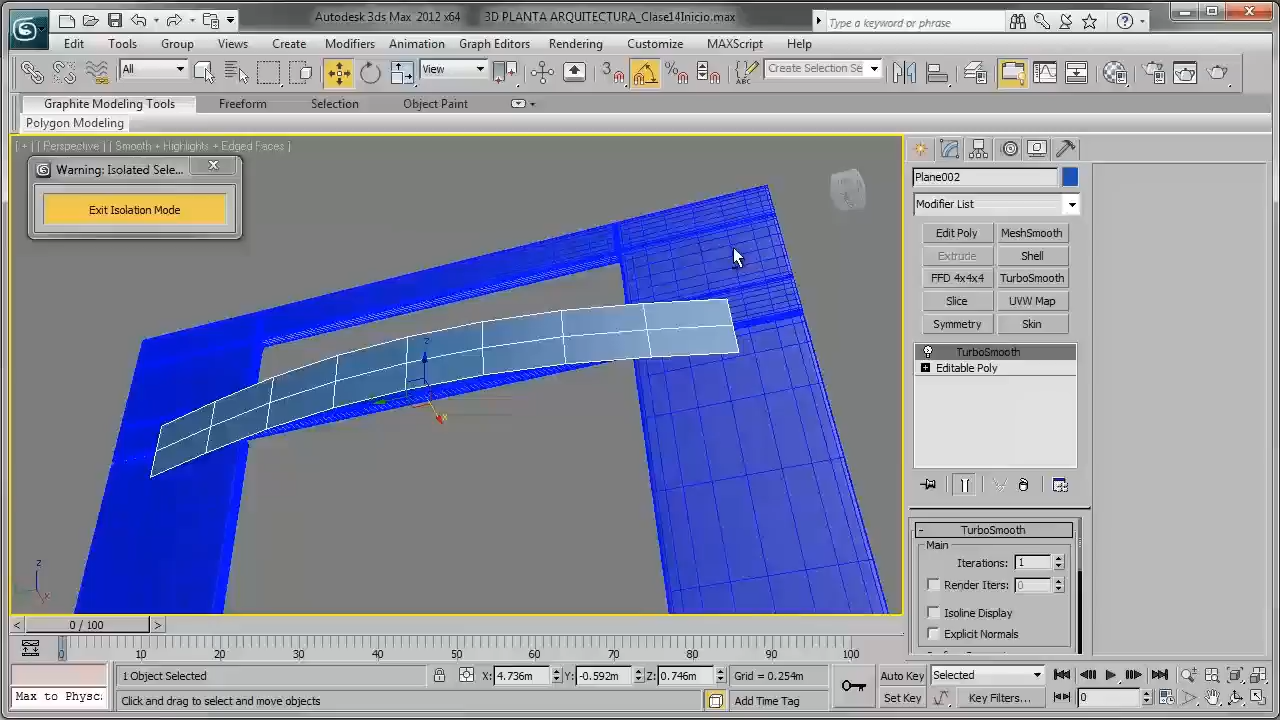 Autodesk 3ds Max 2012 x64 3D PLANTA ARQUITECTURA_Clase14Inicio.max
Type a keyword or phrase
Edit Tools Group Views Create Modifiers Animation Graph Editors Rendering Customize MAXScript Help
All View 3 Create Selection Se
Graphite Modeling Tools Freeform Selection Object Paint
Polygon Modeling
[ + ] [ Perspective ] [ Smooth + Highlights + Edged Faces ]
Warning: Isolated Sele...
Exit Isolation Mode
Plane002
Modifier List
Edit Poly MeshSmooth
Extrude Shell
FFD 4x4x4 TurboSmooth
Slice UVW Map
Symmetry Skin
TurboSmooth
Editable Poly
- TurboSmooth
Main
Iterations: 1
Render Iters: 0
Isoline Display
Explicit Normals
z
z
x
x
< 0 / 100 >
0 10 20 30 40 50 60 70 80 90 100
1 Object Selected X: 4.736m Y: -0.592m Z: 0.746m Grid = 0.254m Auto Key Selected
Max to Physc: Click and drag to select and move objects Add Time Tag Set Key Key Filters... 0